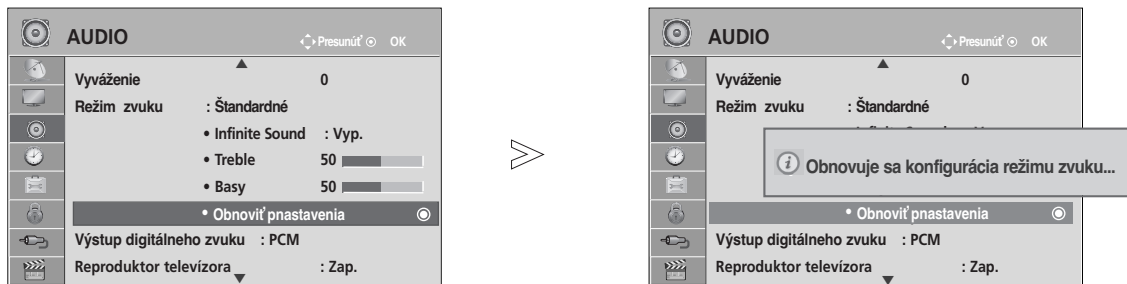 AUDIO
Presunút' OK
Vyváženie 0
Režim zvuku : Štandardné
• Infinite Sound : Vyp.
• Treble 50
• Basy 50
• Obnoviť pnastavenia
Výstup digitálneho zvuku : PCM
Reproduktor televízora : Zap.
AUDIO
Presunút' OK
Vyváženie 0
Režim zvuku : Štandardné
Obnovuje sa konfigurácia režimu zvuku...
• Obnoviť pnastavenia
Výstup digitálneho zvuku : PCM
Reproduktor televízora : Zap.